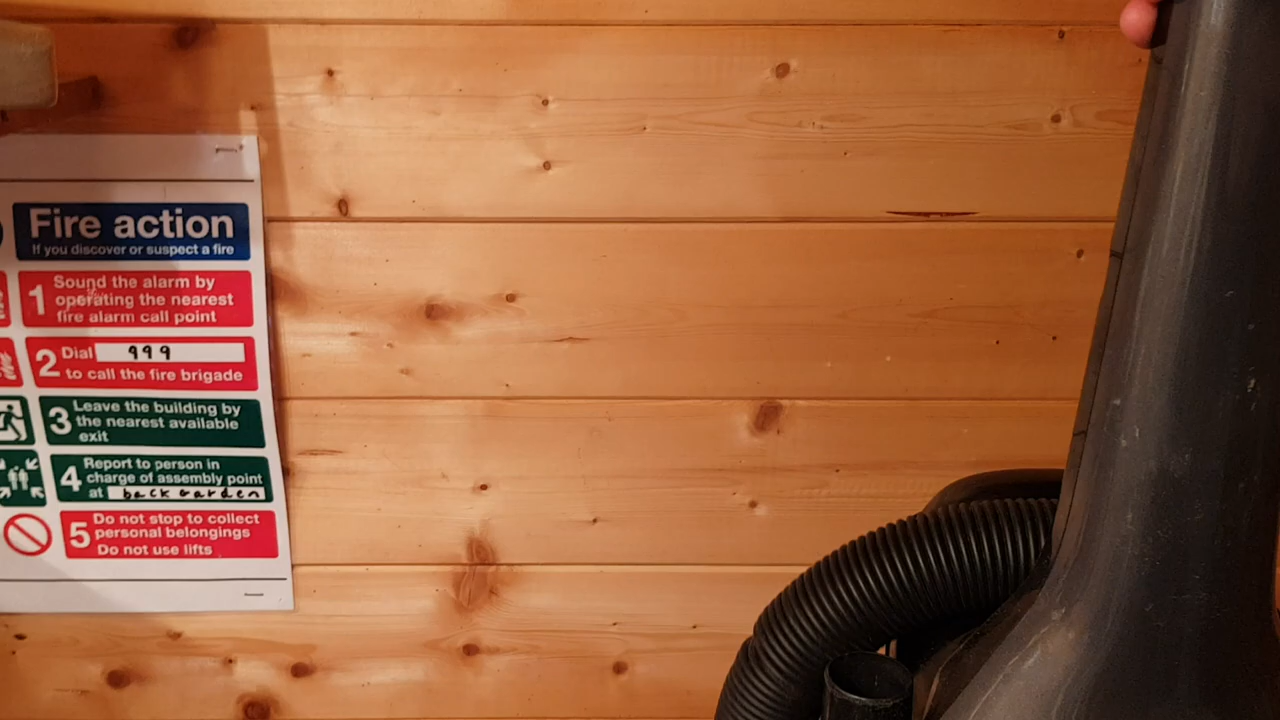 Fire action
If you discover or suspect a fire
1 Sound the alarm by
operating the nearest
fire alarm call point
2 Dial 999
to call the fire brigade
3 Leave the building by
the nearest available
exit
4 Report to person in
charge of assembly point
at back garden
5 Do not stop to collect
personal belongings
Do not use lifts